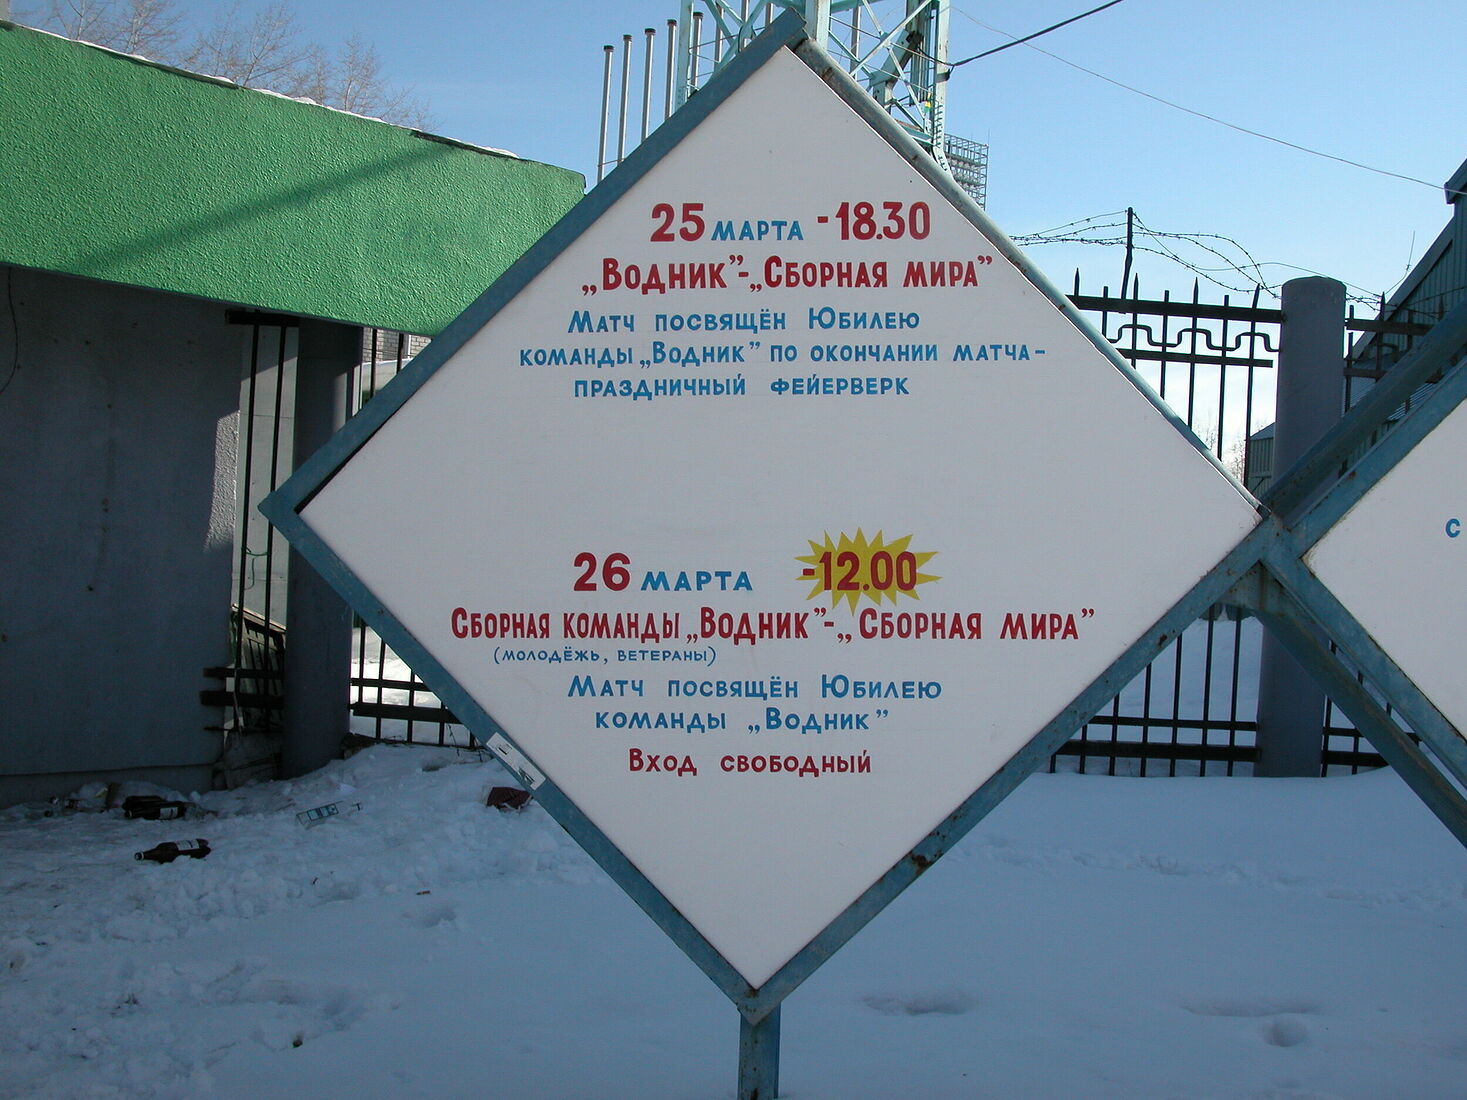 25 марта -18.30
„Водник”-„Сборная мира”
Матч посвящён Юбилею
команды „Водник” по окончании матча-
праздничный фейерверк
26 марта -12.00
Сборная команды „Водник”-„Сборная мира”
(молодёжь, ветераны)
Матч посвящён Юбилею
команды „Водник”
Вход свободный
с